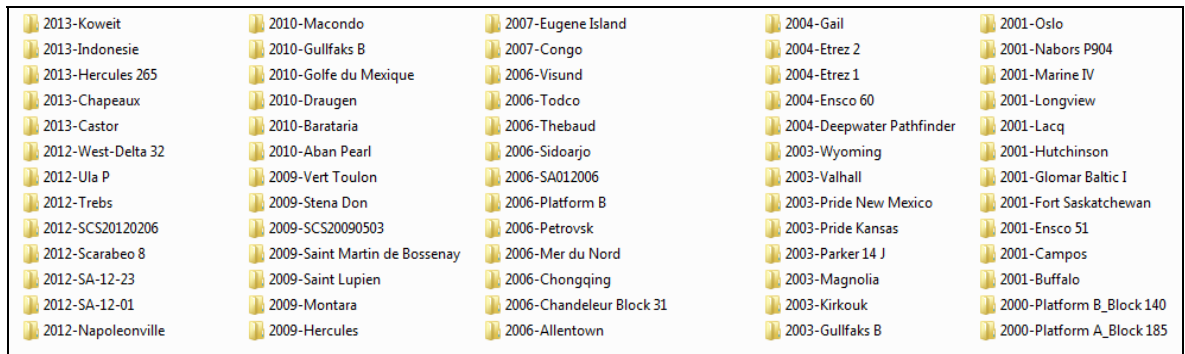 2013-Koweit
2013-Indonesie
2013-Hercules 265
2013-Chapeaux
2013-Castor
2012-West-Delta 32
2012-Ula P
2012-Trebs
2012-SCS20120206
2012-Scarabeo 8
2012-SA-12-23
2012-SA-12-01
2012-Napoleonville
2010-Macondo
2010-Gullfaks B
2010-Golfe du Mexique
2010-Draugen
2010-Barataria
2010-Aban Pearl
2009-Vert Toulon
2009-Stena Don
2009-SCS20090503
2009-Saint Martin de Bossenay
2009-Saint Lupien
2009-Montara
2009-Hercules
2007-Eugene Island
2007-Congo
2006-Visund
2006-Todco
2006-Thebaud
2006-Sidoarjo
2006-SA012006
2006-Platform B
2006-Petrovsk
2006-Mer du Nord
2006-Chongqing
2006-Chandeleur Block 31
2006-Allentown
2004-Gail
2004-Etrez 2
2004-Etrez 1
2004-Ensco 60
2004-Deepwater Pathfinder
2003-Wyoming
2003-Valhall
2003-Pride New Mexico
2003-Pride Kansas
2003-Parker 14 J
2003-Magnolia
2003-Kirkouk
2003-Gullfaks B
2001-Oslo
2001-Nabors P904
2001-Marine IV
2001-Longview
2001-Lacq
2001-Hutchinson
2001-Glomar Baltic I
2001-Fort Saskatchewan
2001-Ensco 51
2001-Campos
2001-Buffalo
2000-Platform B_Block 140
2000-Platform A_Block 185